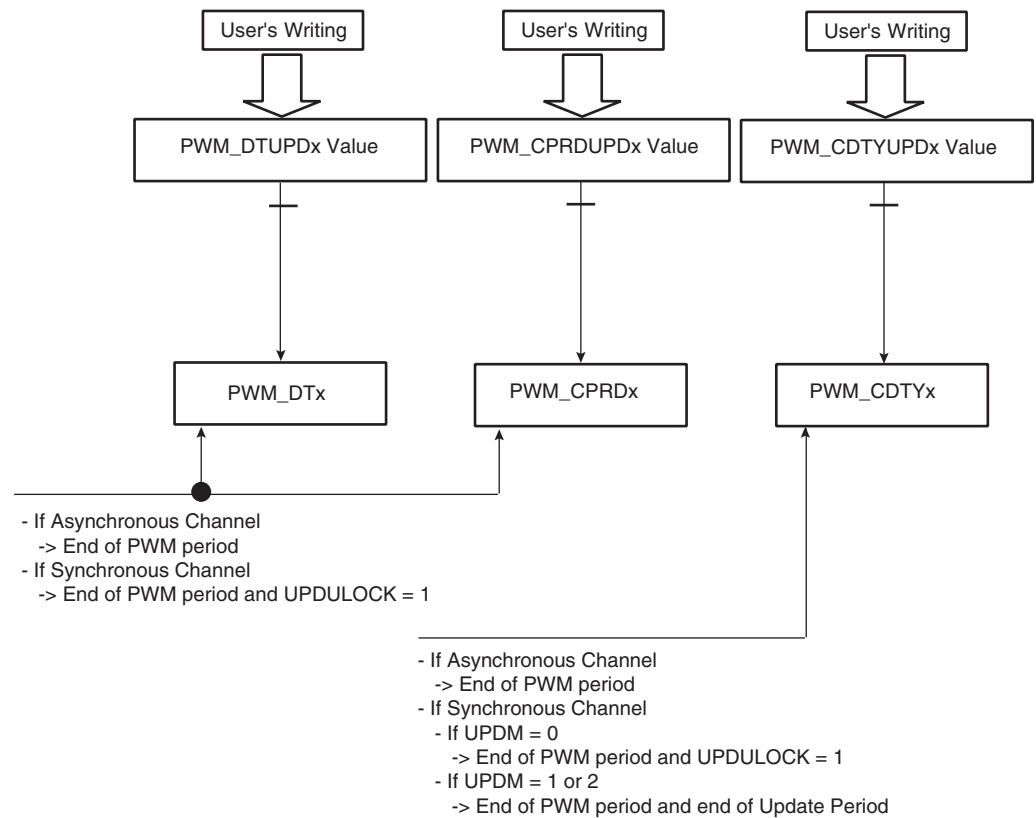 User's Writing
User's Writing
User's Writing
PWM_DTUPDx Value
PWM_CPRDUPDx Value
PWM_CDTYUPDx Value
PWM_DTx
PWM_CPRDx
PWM_CDTYx
- If Asynchronous Channel
-> End of PWM period
- If Synchronous Channel
-> End of PWM period and UPDULOCK = 1
- If Asynchronous Channel
-> End of PWM period
- If Synchronous Channel
- If UPDM = 0
-> End of PWM period and UPDULOCK = 1
- If UPDM = 1 or 2
-> End of PWM period and end of Update Period